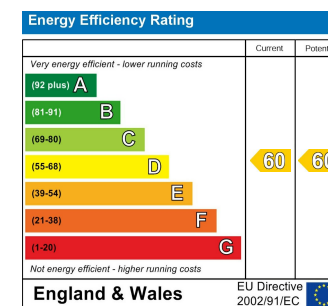 Energy Efficiency Rating
Current Potent
Very energy efficient - lower running costs
(92 plus) A
(81-91) B
(69-80) C
(55-68) D 60 60
(39-54) E
(21-38) F
(1-20) G
Not energy efficient - higher running costs
England & Wales
EU Directive
2002/91/EC